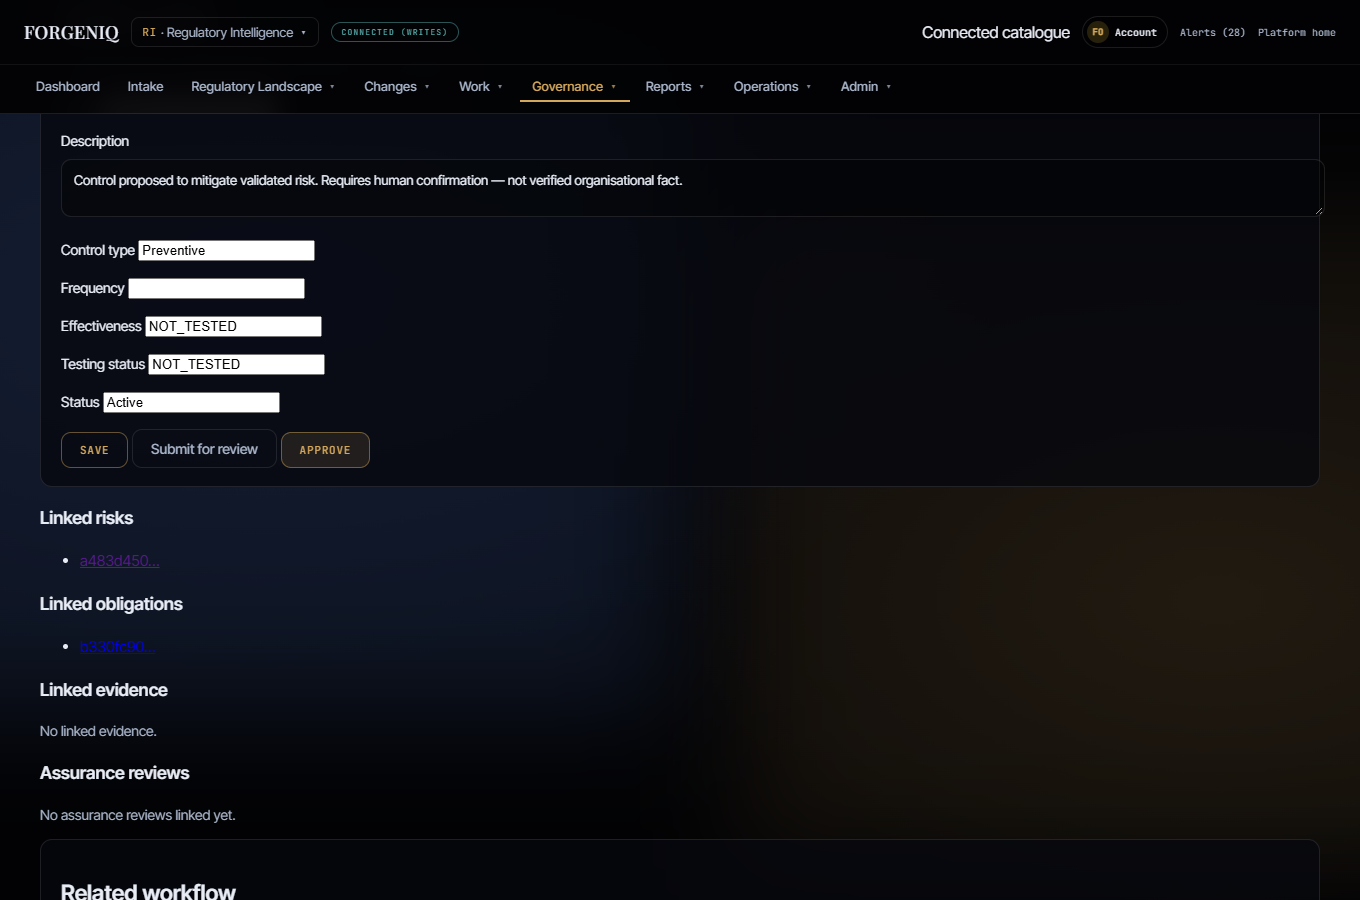 FORGENIQ
RI · Regulatory Intelligence
CONNECTED (WRITES)
Connected catalogue
FO Account
Alerts (28)
Platform home
Dashboard
Intake
Regulatory Landscape
Changes
Work
Governance
Reports
Operations
Admin
Description
Control proposed to mitigate validated risk. Requires human confirmation — not verified organisational fact.
Control type Preventive
Frequency
Effectiveness NOT_TESTED
Testing status NOT_TESTED
Status Active
SAVE
Submit for review
APPROVE
Linked risks
a483d450...
Linked obligations
b330fc90...
Linked evidence
No linked evidence.
Assurance reviews
No assurance reviews linked yet.
Related workflow